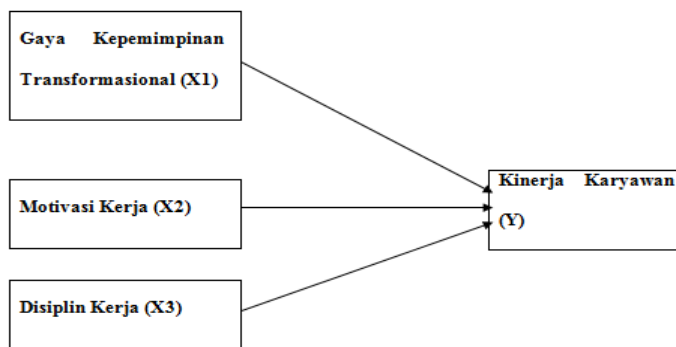 Gaya Kepemimpinan
Transformasional (X1)
Motivasi Kerja (X2)
Kinerja Karyawan
(Y)
Disiplin Kerja (X3)